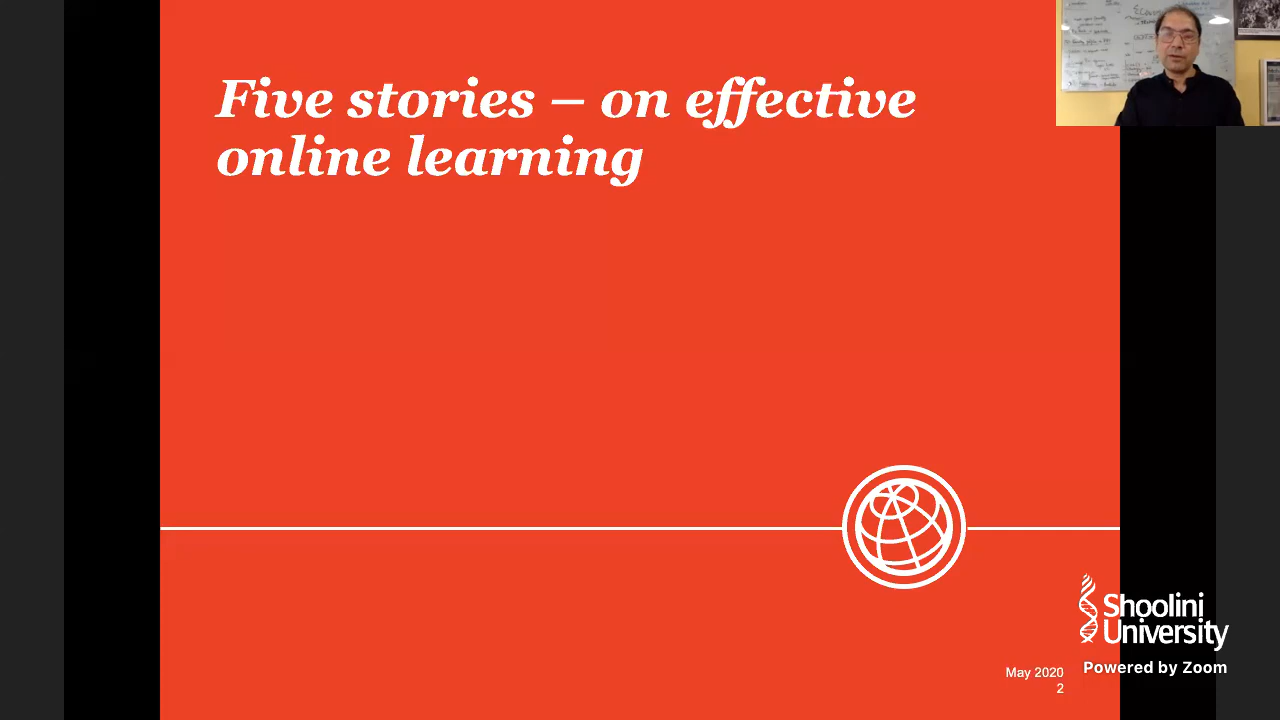 Five stories – on effective
online learning
Shoolini
University
Powered by Zoom
May 2020
2